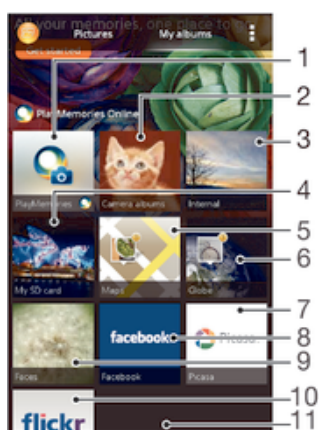 All your memories, one place to
Pictures My albums
Get started
PlayMemories Online
PlayMemories
Camera albums
Internal
My SD card
Maps
Globe
facebook
Faces
Facebook
Picasa
Picasa
flickr
1
2
3
4
5
6
7
8
9
10
11